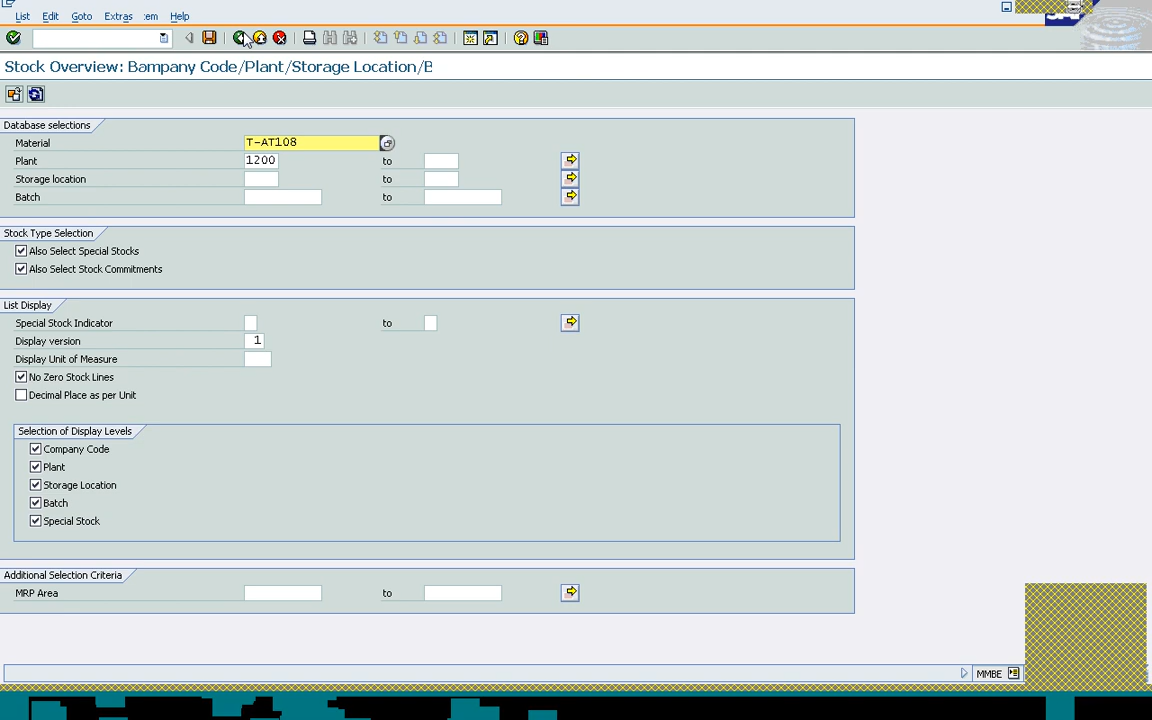 List Edit Goto Extras :em Help
Stock Overview: Bampany Code/Plant/Storage Location/B
Database selections
Material T-AT108
Plant 1200 to
Storage location to
Batch to
Stock Type Selection
Also Select Special Stocks
Also Select Stock Commitments
List Display
Special Stock Indicator to
Display version 1
Display Unit of Measure
No Zero Stock Lines
Decimal Place as per Unit
Selection of Display Levels
Company Code
Plant
Storage Location
Batch
Special Stock
Additional Selection Criteria
MRP Area to
MMBE